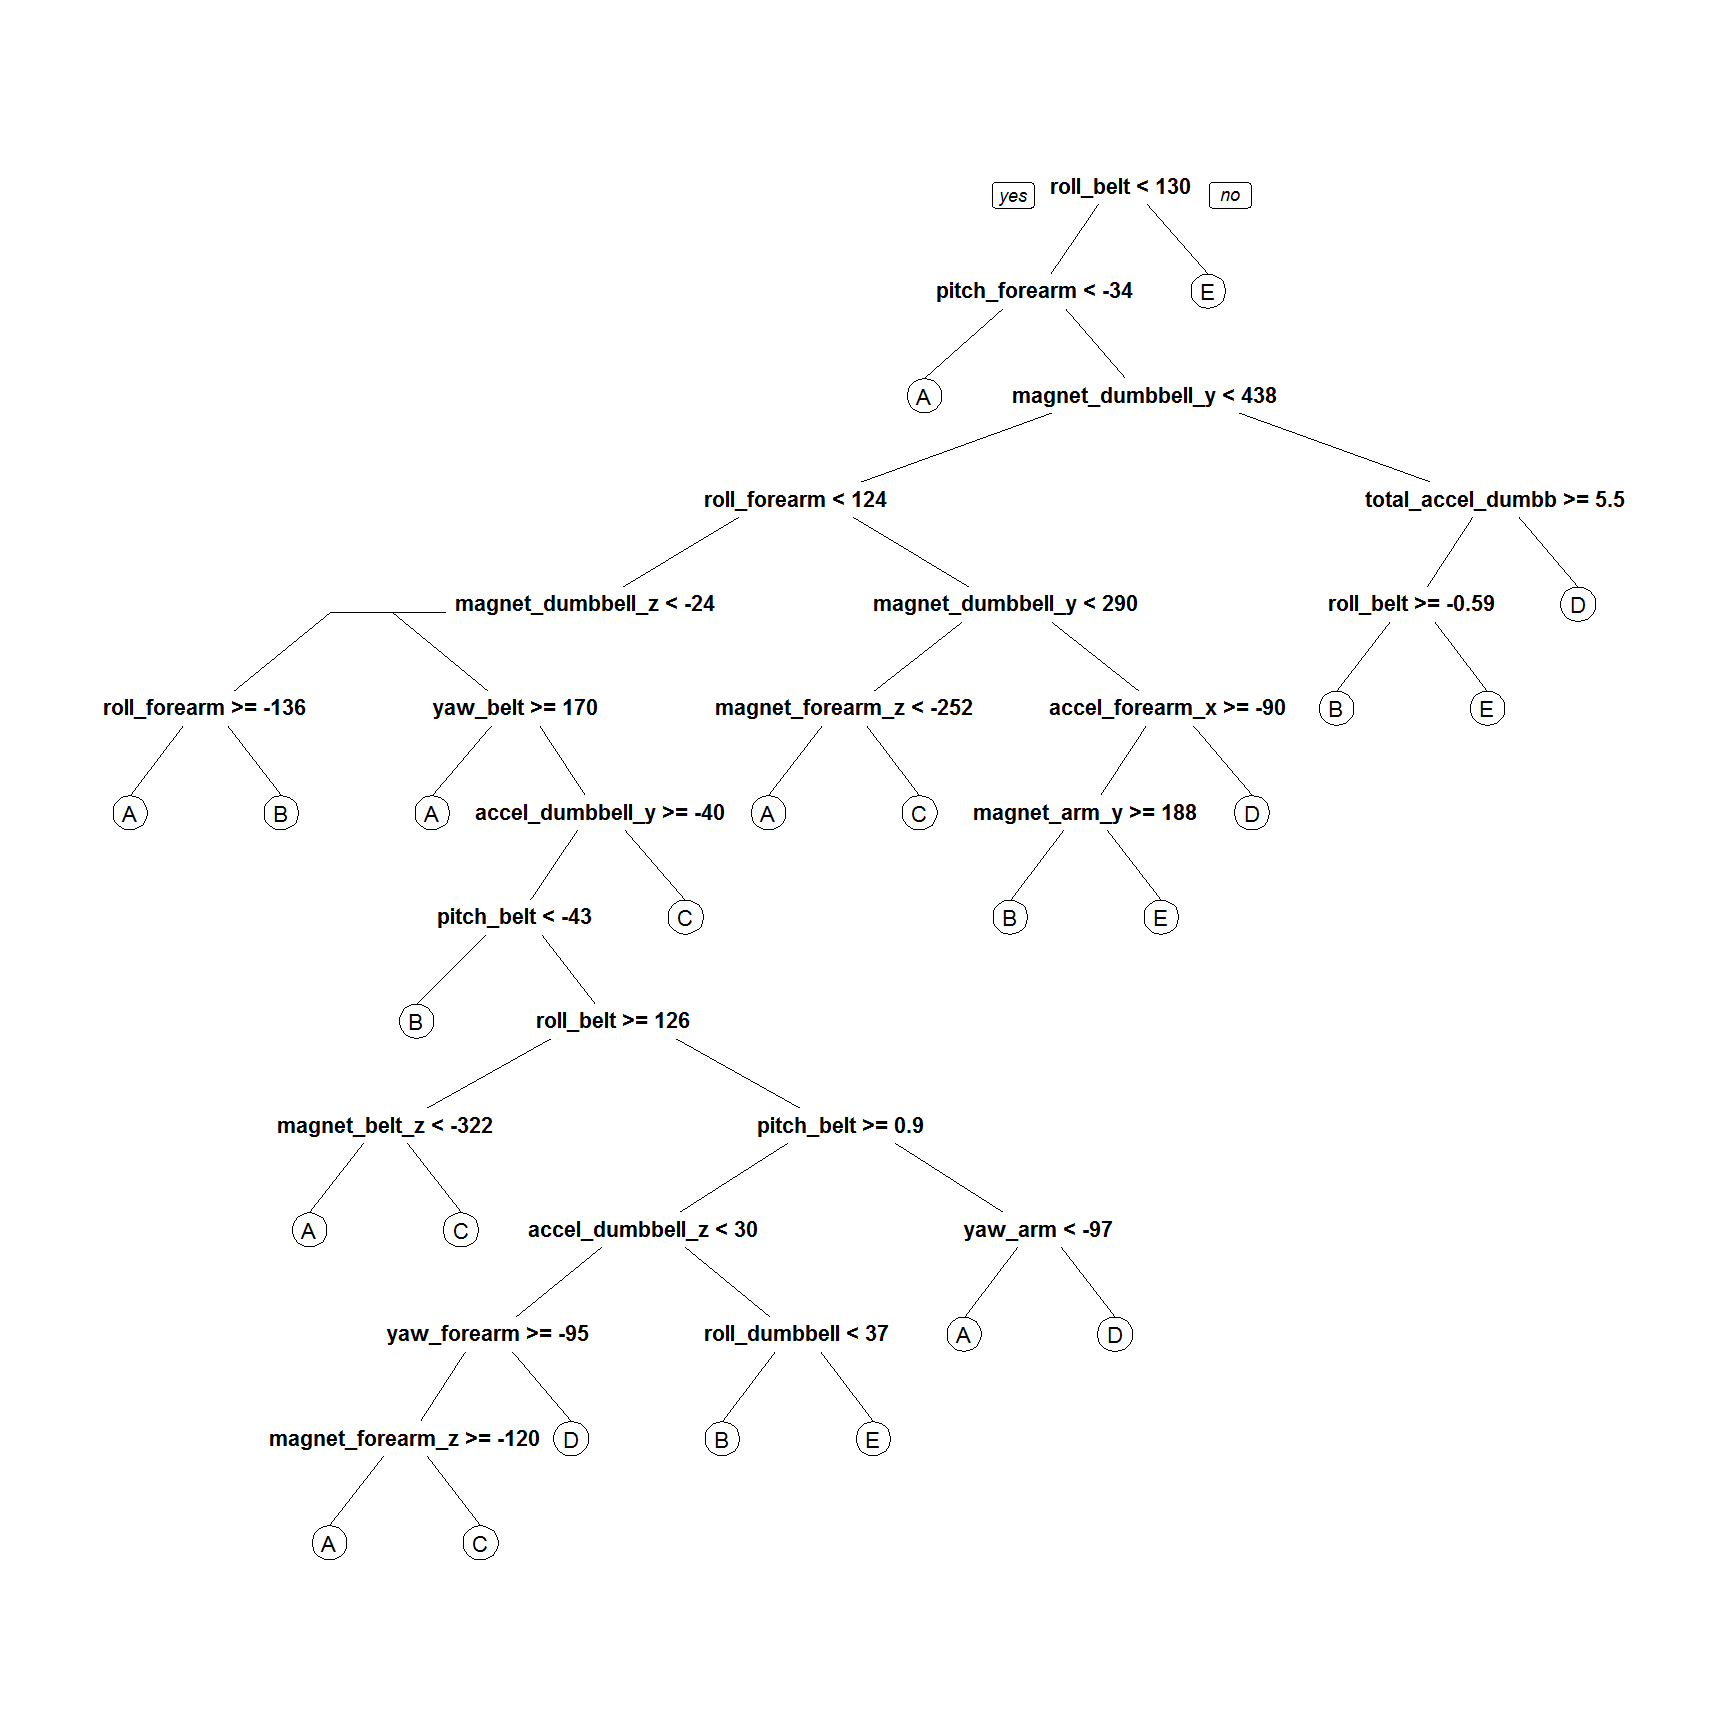 yes roll_belt < 130 no
pitch_forearm < -34 E
A magnet_dumbbell_y < 438
roll_forearm < 124 total_accel_dumbb >= 5.5
magnet_dumbbell_z < -24 magnet_dumbbell_y < 290 roll_belt >= -0.59 D
roll_forearm >= -136 yaw_belt >= 170 magnet_forearm_z < -252 accel_forearm_x >= -90 B E
A B A accel_dumbbell_y >= -40 A C magnet_arm_y >= 188 D
pitch_belt < -43 C B E
B roll_belt >= 126
magnet_belt_z < -322 pitch_belt >= 0.9
A C accel_dumbbell_z < 30 yaw_arm < -97
yaw_forearm >= -95 roll_dumbbell < 37 A D
magnet_forearm_z >= -120 D B E
A C